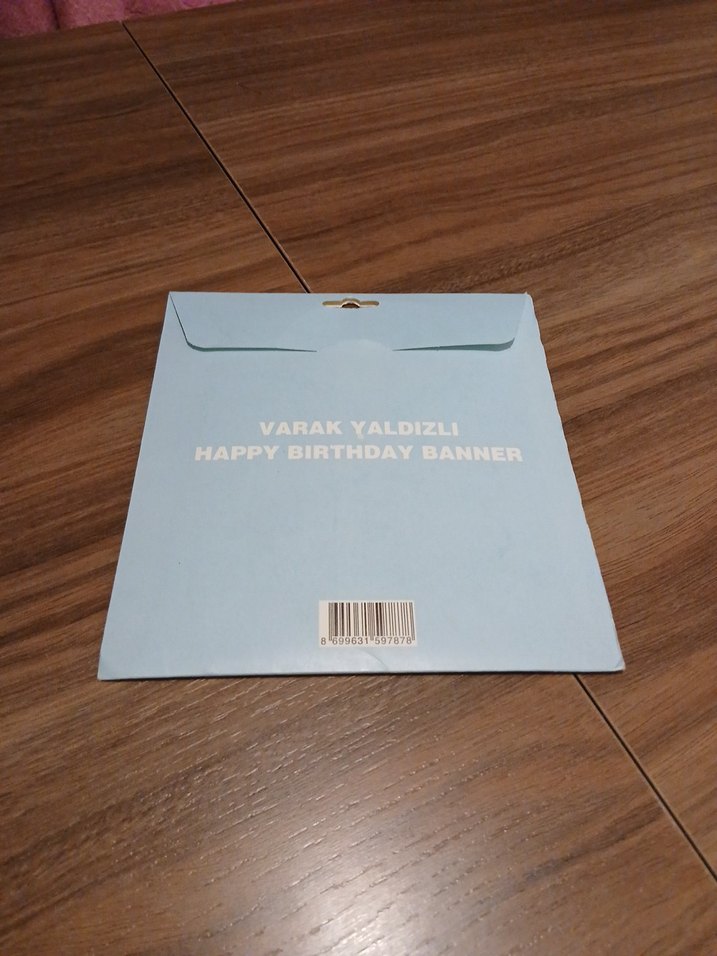 VARAK YALDIZLI
HAPPY BIRTHDAY BANNER
8 699631 597878